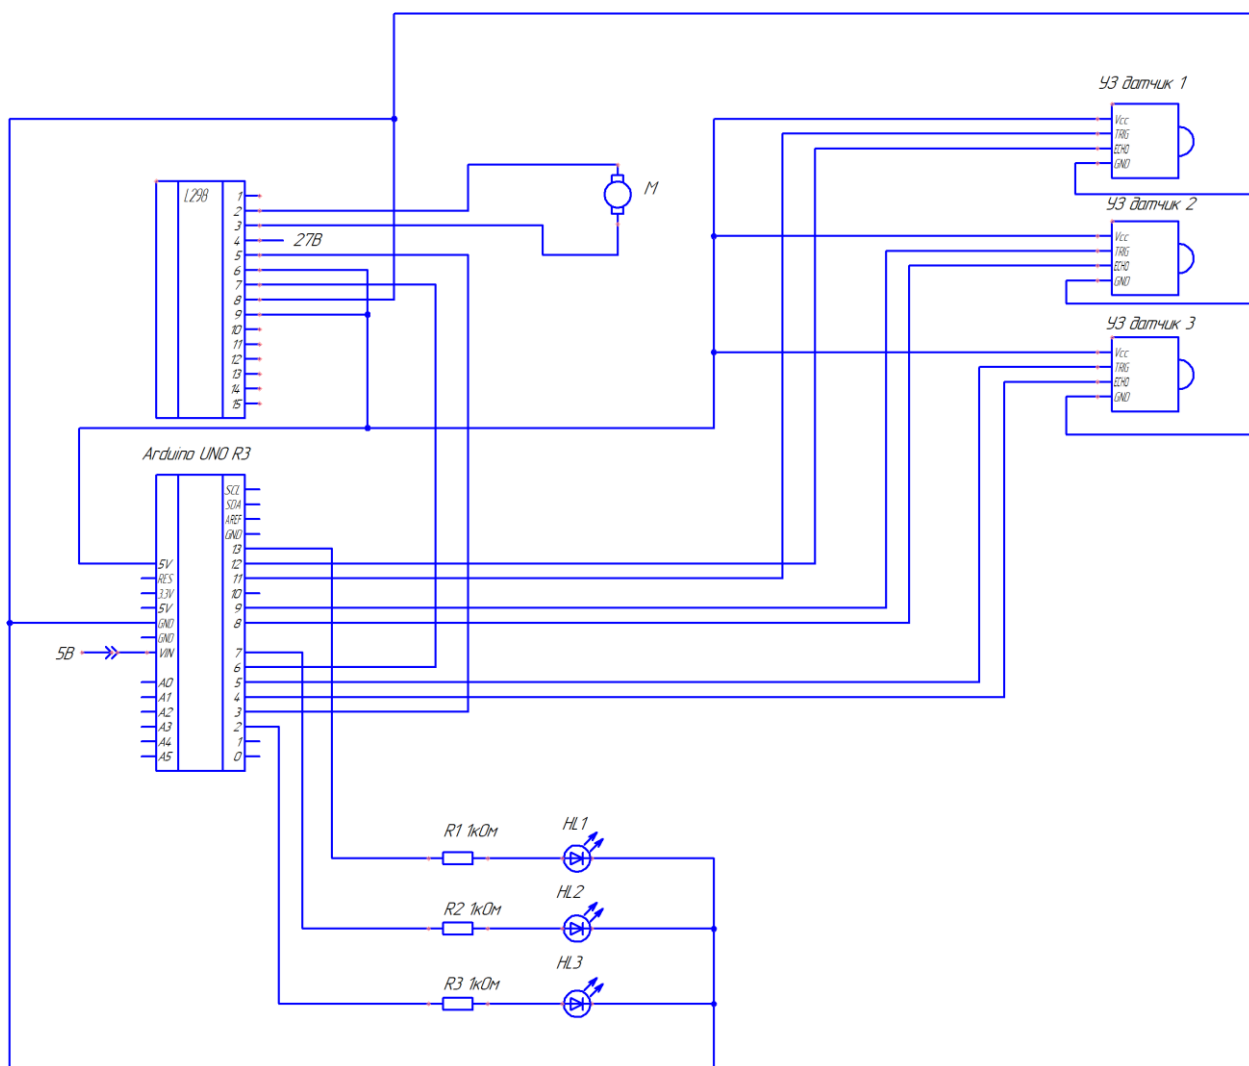 УЗ датчик 1
Vcc
TRIG
ECHO
GND
УЗ датчик 2
Vcc
TRIG
ECHO
GND
УЗ датчик 3
Vcc
TRIG
ECHO
GND
M
L298
1
2
3
4
27В
5
6
7
8
9
10
11
12
13
14
15
Arduino UNO R3
SCL
SDA
AREF
GND
13
5V 12
RES 11
3.3V 10
5V 9
GND 8
GND
5В VIN 7
6
A0 5
A1 4
A2 3
A3 2
A4 1
A5 0
R1 1кОм HL1
R2 1кОм HL2
R3 1кОм HL3